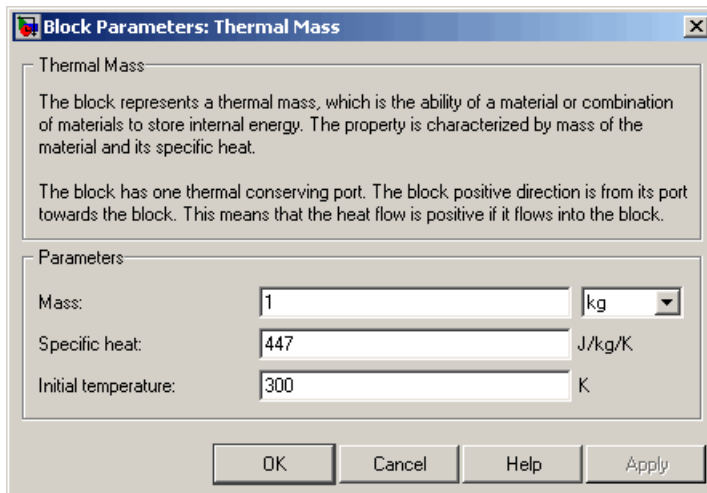 Block Parameters: Thermal Mass
Thermal Mass
The block represents a thermal mass, which is the ability of a material or combination
of materials to store internal energy. The property is characterized by mass of the
material and its specific heat.
The block has one thermal conserving port. The block positive direction is from its port
towards the block. This means that the heat flow is positive if it flows into the block.
Parameters
Mass: 1 kg
Specific heat: 447 J/kg/K
Initial temperature: 300 K
OK Cancel Help Apply